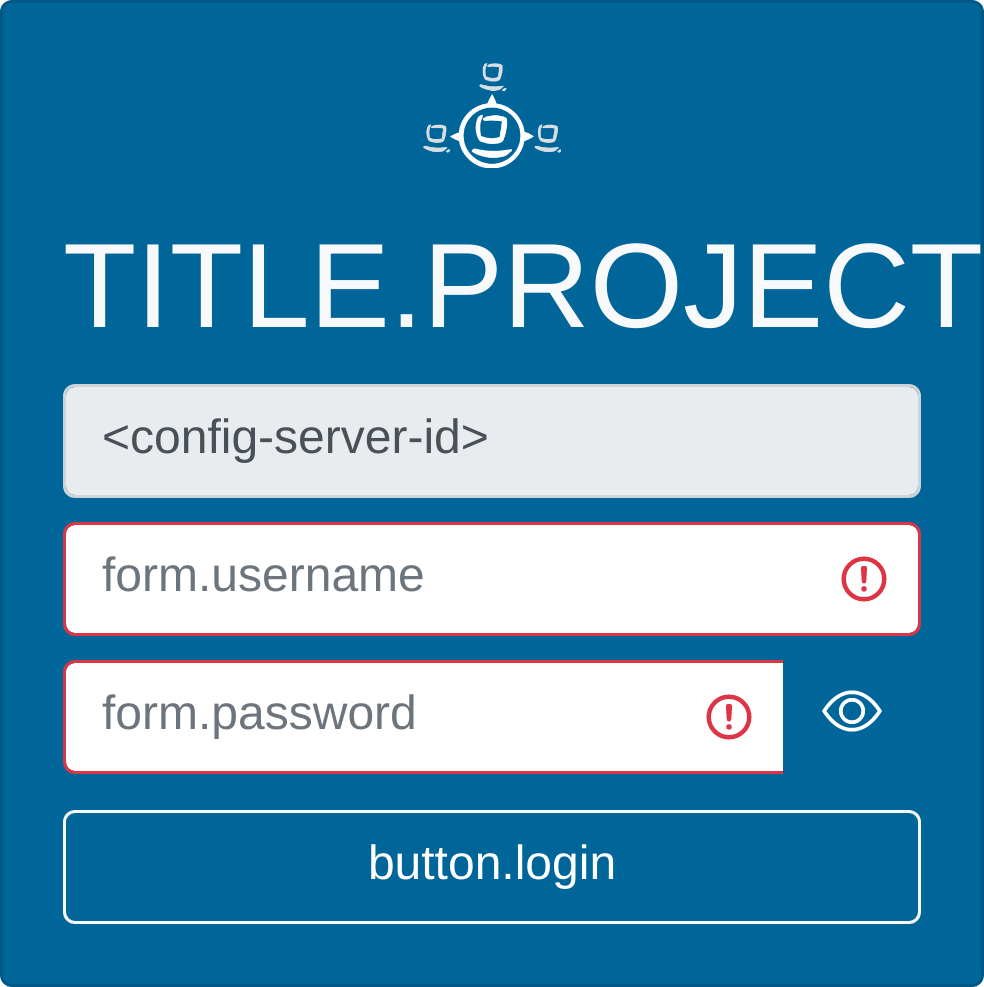 TITLE.PROJECT
<config-server-id>
form.username
form.password
button.login